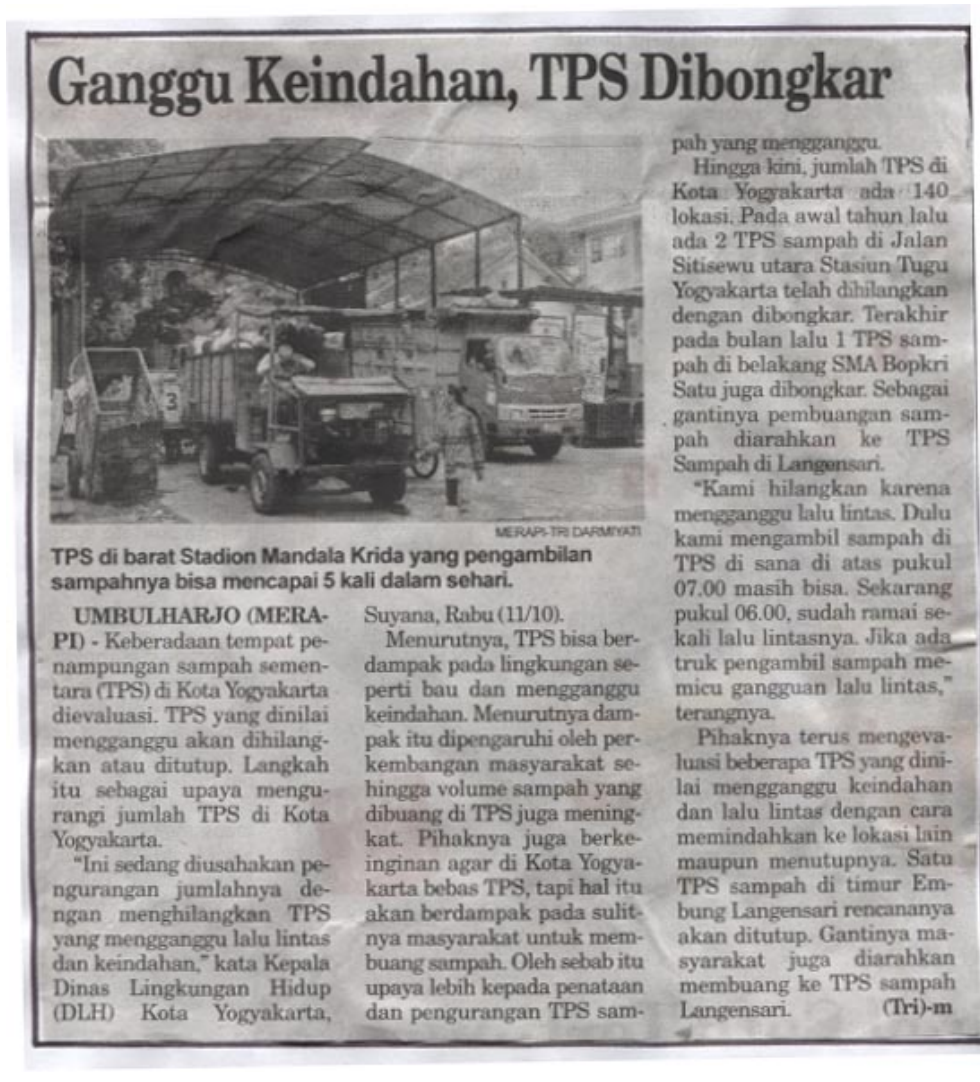 Ganggu Keindahan, TPS Dibongkar
3
MERAPI-TRI DARMIYATI
TPS di barat Stadion Mandala Krida yang pengambilan
sampahnya bisa mencapai 5 kali dalam sehari.
UMBULHARJO (MERA-
PI) - Keberadaan tempat pe-
nampungan sampah semen-
tara (TPS) di Kota Yogyakarta
dievaluasi. TPS yang dinilai
mengganggu akan dihilang-
kan atau ditutup. Langkah
itu sebagai upaya mengu-
rangi jumlah TPS di Kota
Yogyakarta.
"Ini sedang diusahakan pe-
ngurangan jumlahnya de-
ngan menghilangkan TPS
yang mengganggu lalu lintas
dan keindahan," kata Kepala
Dinas Lingkungan Hidup
(DLH) Kota Yogyakarta,
Suyana, Rabu (11/10).
Menurutnya, TPS bisa ber-
dampak pada lingkungan se-
perti bau dan mengganggu
keindahan. Menurutnya dam-
pak itu dipengaruhi oleh per-
kembangan masyarakat se-
hingga volume sampah yang
dibuang di TPS juga mening-
kat. Pihaknya juga berke-
inginan agar di Kota Yogya-
karta bebas TPS, tapi hal itu
akan berdampak pada sulit-
nya masyarakat untuk mem-
buang sampah. Oleh sebab itu
upaya lebih kepada penataan
dan pengurangan TPS sam-
pah yang mengganggu.
Hingga kini, jumlah TPS di
Kota Yogyakarta ada 140
lokasi. Pada awal tahun lalu
ada 2 TPS sampah di Jalan
Sitisewu utara Stasiun Tugu
Yogyakarta telah dihilangkan
dengan dibongkar. Terakhir
pada bulan lalu 1 TPS sam-
pah di belakang SMA Bopkri
Satu juga dibongkar. Sebagai
gantinya pembuangan sam-
pah diarahkan ke TPS
Sampah di Langensari.
"Kami hilangkan karena
mengganggu lalu lintas. Dulu
kami mengambil sampah di
TPS di sana di atas pukul
07.00 masih bisa. Sekarang
pukul 06.00, sudah ramai se-
kali lalu lintasnya. Jika ada
truk pengambil sampah me-
micu gangguan lalu lintas,"
terangnya.
Pihaknya terus mengeva-
luasi beberapa TPS yang dini-
lai mengganggu keindahan
dan lalu lintas dengan cara
memindahkan ke lokasi lain
maupun menutupnya. Satu
TPS sampah di timur Em-
bung Langensari rencananya
akan ditutup. Gantinya ma-
syarakat juga diarahkan
membuang ke TPS sampah
Langensari. (Tri)-m